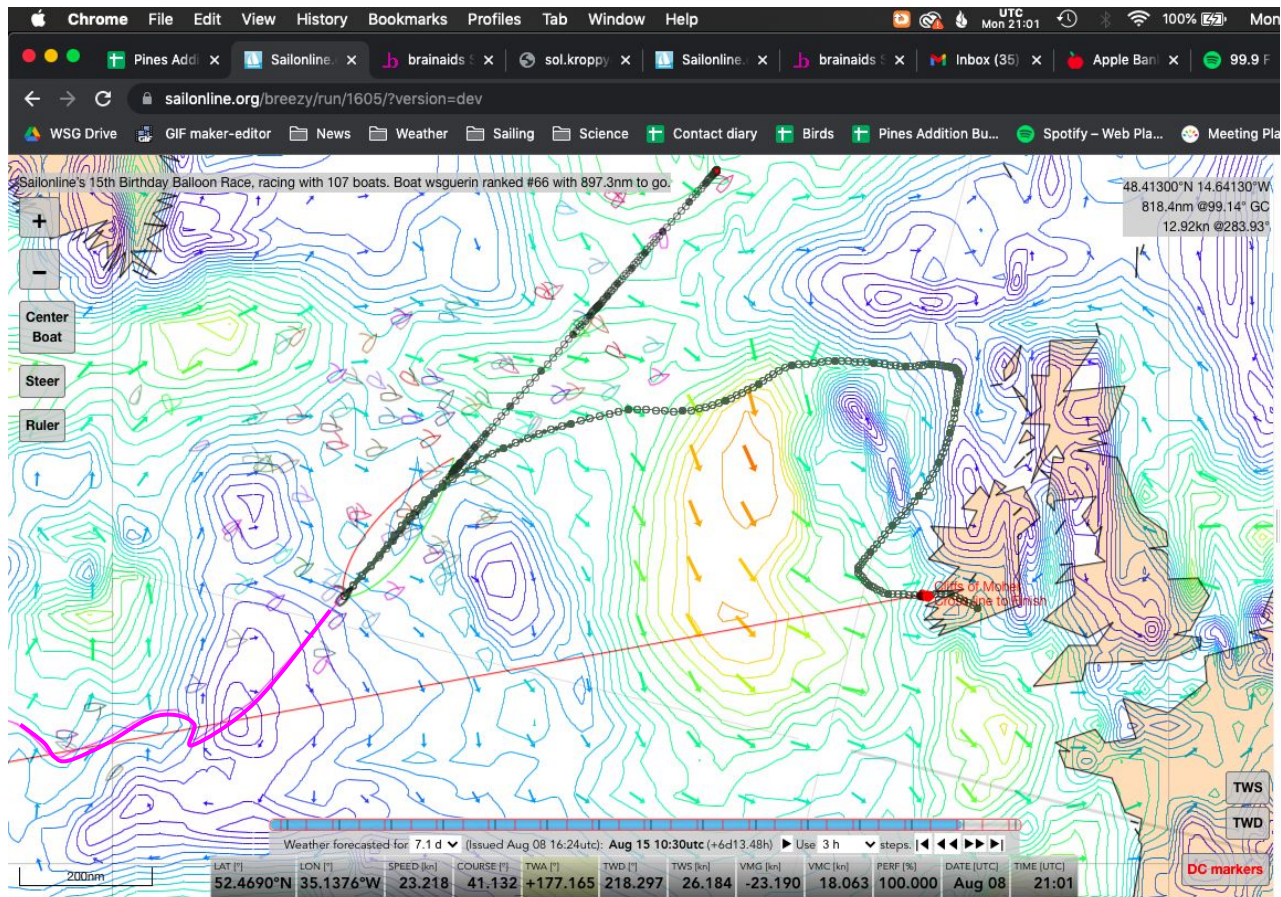 Chrome File Edit View History Bookmarks Profiles Tab Window Help UTC Mon 21:01 100% Mon
Pines Addi Sailonline. brainaids S sol.kroppy Sailonline. brainaids S Inbox (35) Apple Ban 99.9 F
sailonline.org/breezy/run/1605/?version=dev
WSG Drive GIF maker-editor News Weather Sailing Science Contact diary Birds Pines Addition Bu... Spotify – Web Pla... Meeting Pla
Sailonline's 15th Birthday Balloon Race, racing with 107 boats. Boat wsguerin ranked #66 with 897.3nm to go.
48.41300°N 14.64130°W
818.4nm @99.14° GC
12.92kn @283.93°
+
−
Center
Boat
Steer
Ruler
Cliffs of Moher
Cross line to Finish
TWS
TWD
Weather forecasted for 7.1 d (Issued Aug 08 16:24utc): Aug 15 10:30utc (+6d13.48h) Use 3 h steps.
200nm
LAT [°] LON [°] SPEED [kn] COURSE [°] TWA [°] TWD [°] TWS [kn] VMG [kn] VMC [kn] PERF [%] DATE [UTC] TIME [UTC]
52.4690°N 35.1376°W 23.218 41.132 +177.165 218.297 26.184 -23.190 18.063 100.000 Aug 08 21:01
DC markers